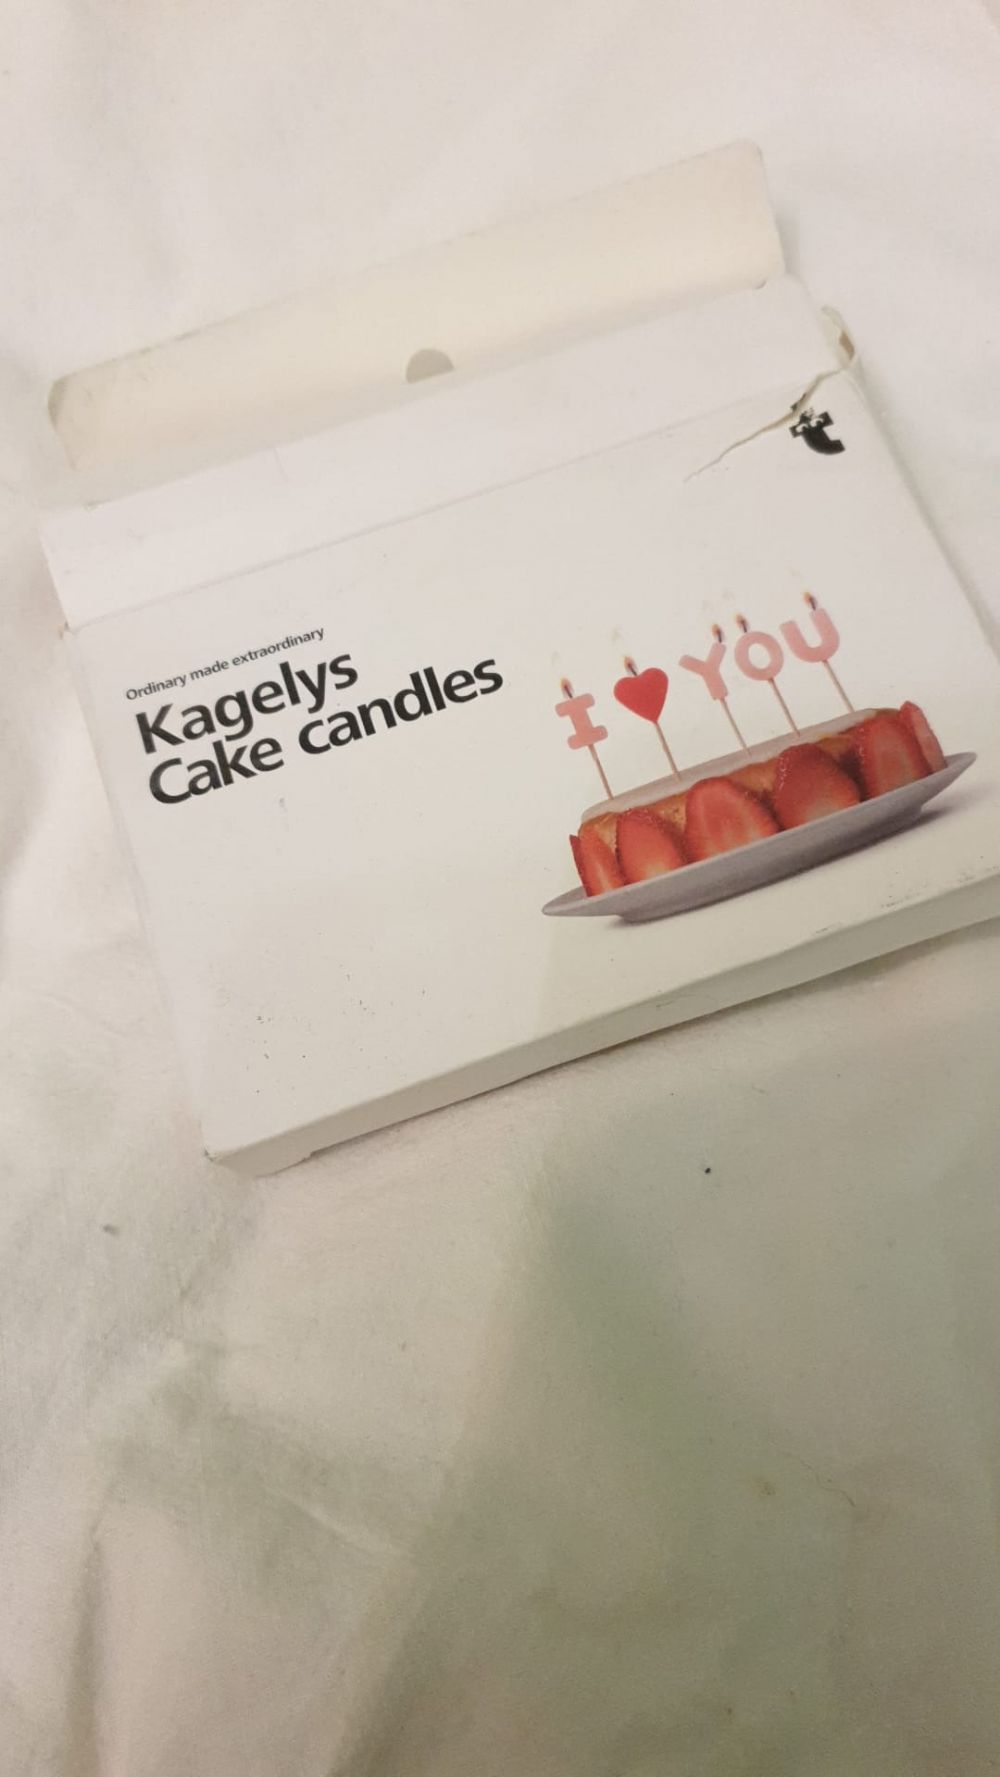 t
Ordinary made extraordinary
Kagelys
Cake candles
I ♥ YOU